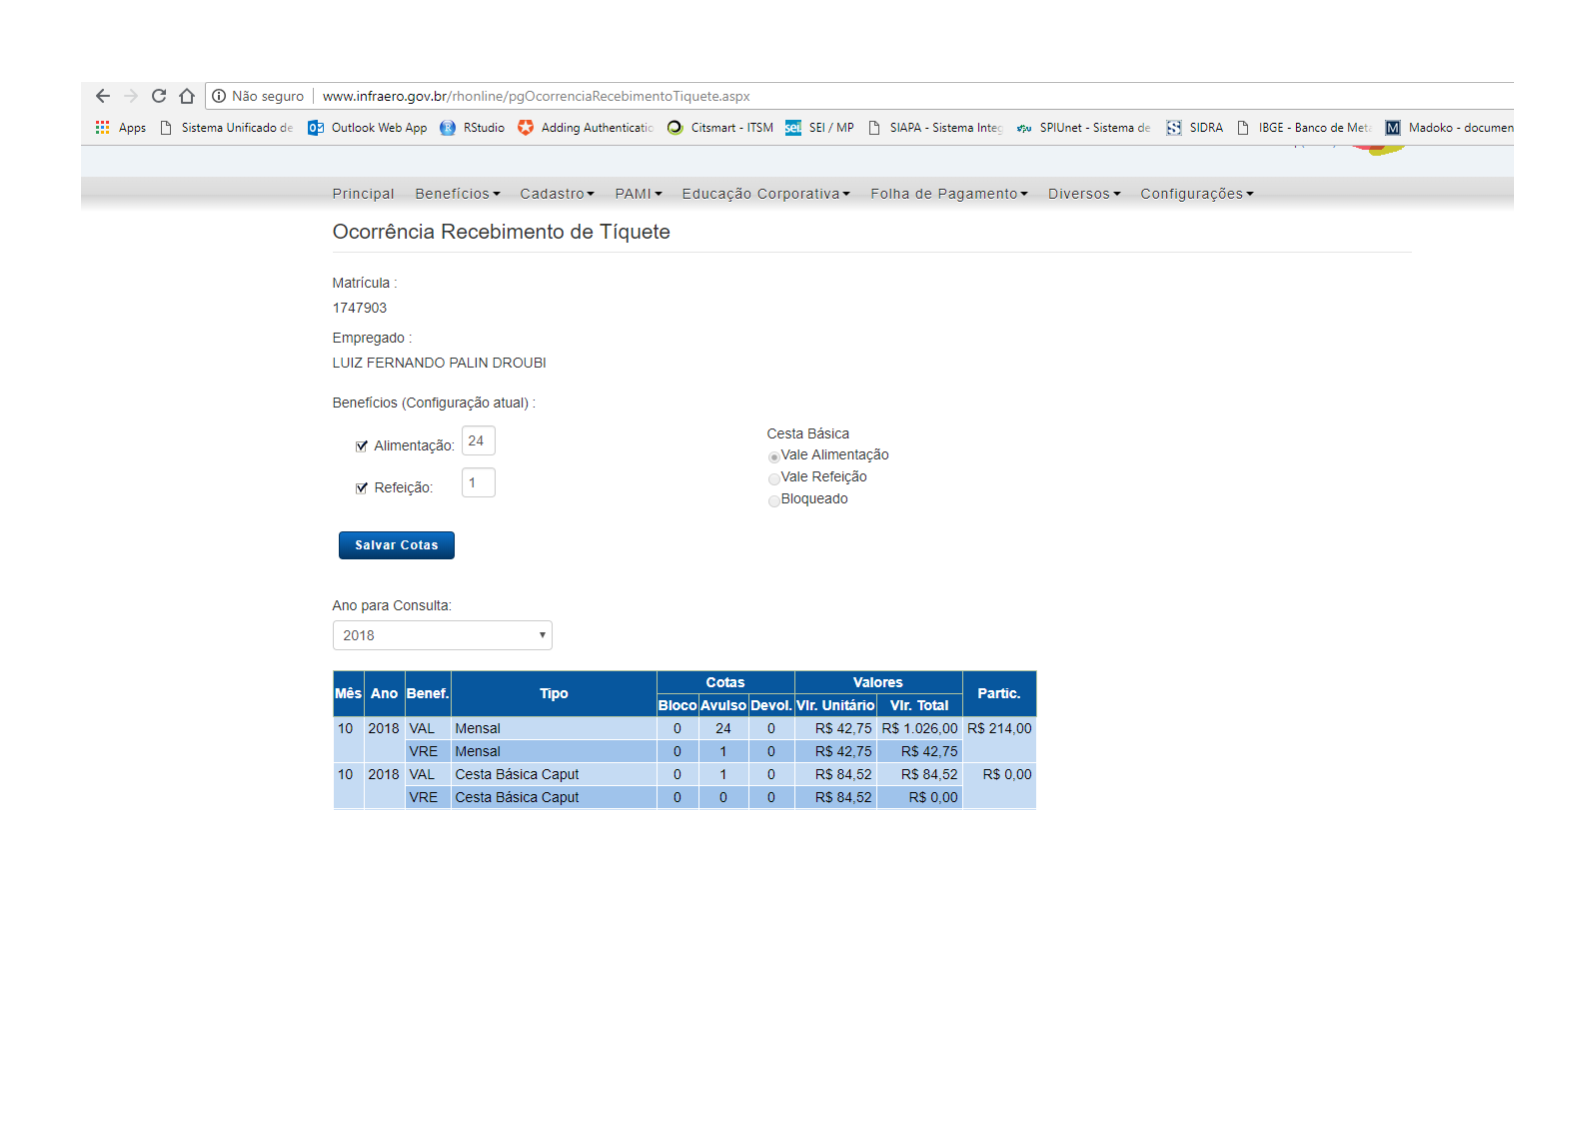 Não seguro | www.infraero.gov.br/rhonline/pgOcorrenciaRecebimentoTiquete.aspx
Apps Sistema Unificado de Outlook Web App RStudio Adding Authenticatic Citsmart - ITSM sei SEI / MP SIAPA - Sistema Integ spu SPIUnet - Sistema de S SIDRA IBGE - Banco de Met M Madoko - documen
Principal Benefícios Cadastro PAMI Educação Corporativa Folha de Pagamento Diversos Configurações
Ocorrência Recebimento de Tíquete
Matrícula :
1747903
Empregado :
LUIZ FERNANDO PALIN DROUBI
Benefícios (Configuração atual) :
Alimentação: 24
Refeição: 1
Cesta Básica
Vale Alimentação
Vale Refeição
Bloqueado
Salvar Cotas
Ano para Consulta:
2018
Mês Ano Benef. Tipo Cotas Valores Partic.
Bloco Avulso Devol. Vlr. Unitário Vlr. Total
10 2018 VAL Mensal 0 24 0 R$ 42,75 R$ 1.026,00 R$ 214,00
VRE Mensal 0 1 0 R$ 42,75 R$ 42,75
10 2018 VAL Cesta Básica Caput 0 1 0 R$ 84,52 R$ 84,52 R$ 0,00
VRE Cesta Básica Caput 0 0 0 R$ 84,52 R$ 0,00